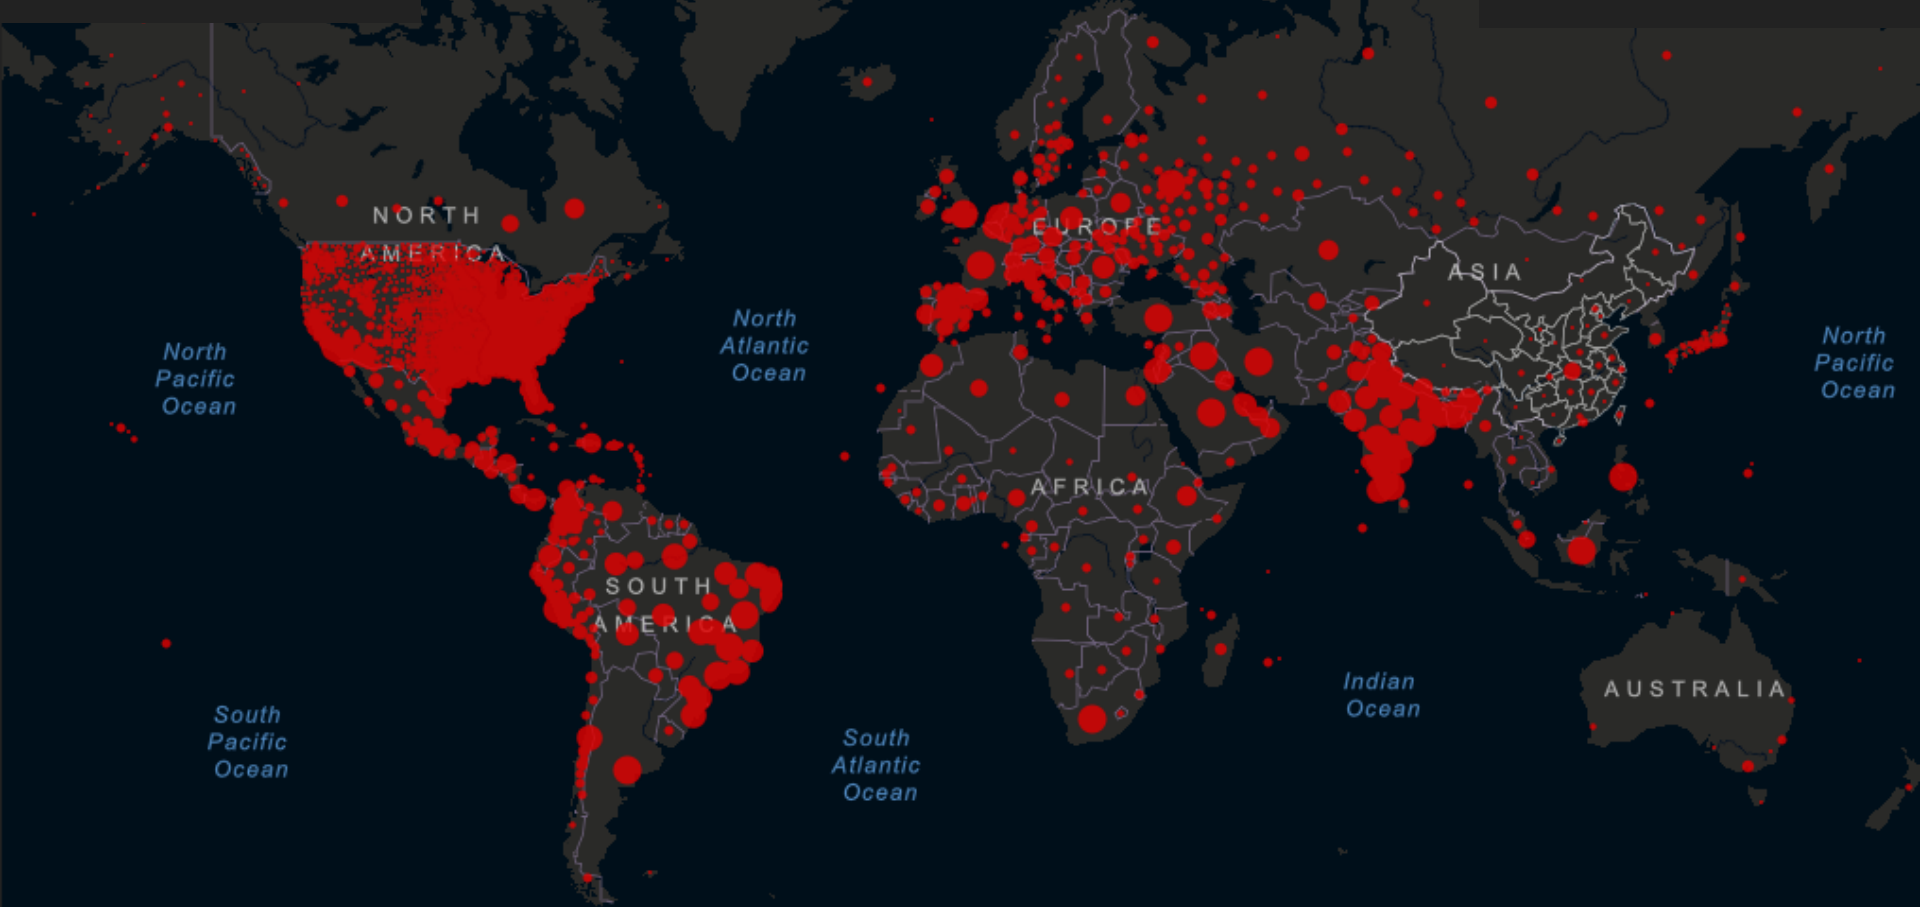 NORTH
AMERICA
EUROPE
ASIA
North
Atlantic
Ocean
North
Pacific
Ocean
North
Pacific
Ocean
AFRICA
SOUTH
AMERICA
Indian
Ocean
AUSTRALIA
South
Pacific
Ocean
South
Atlantic
Ocean